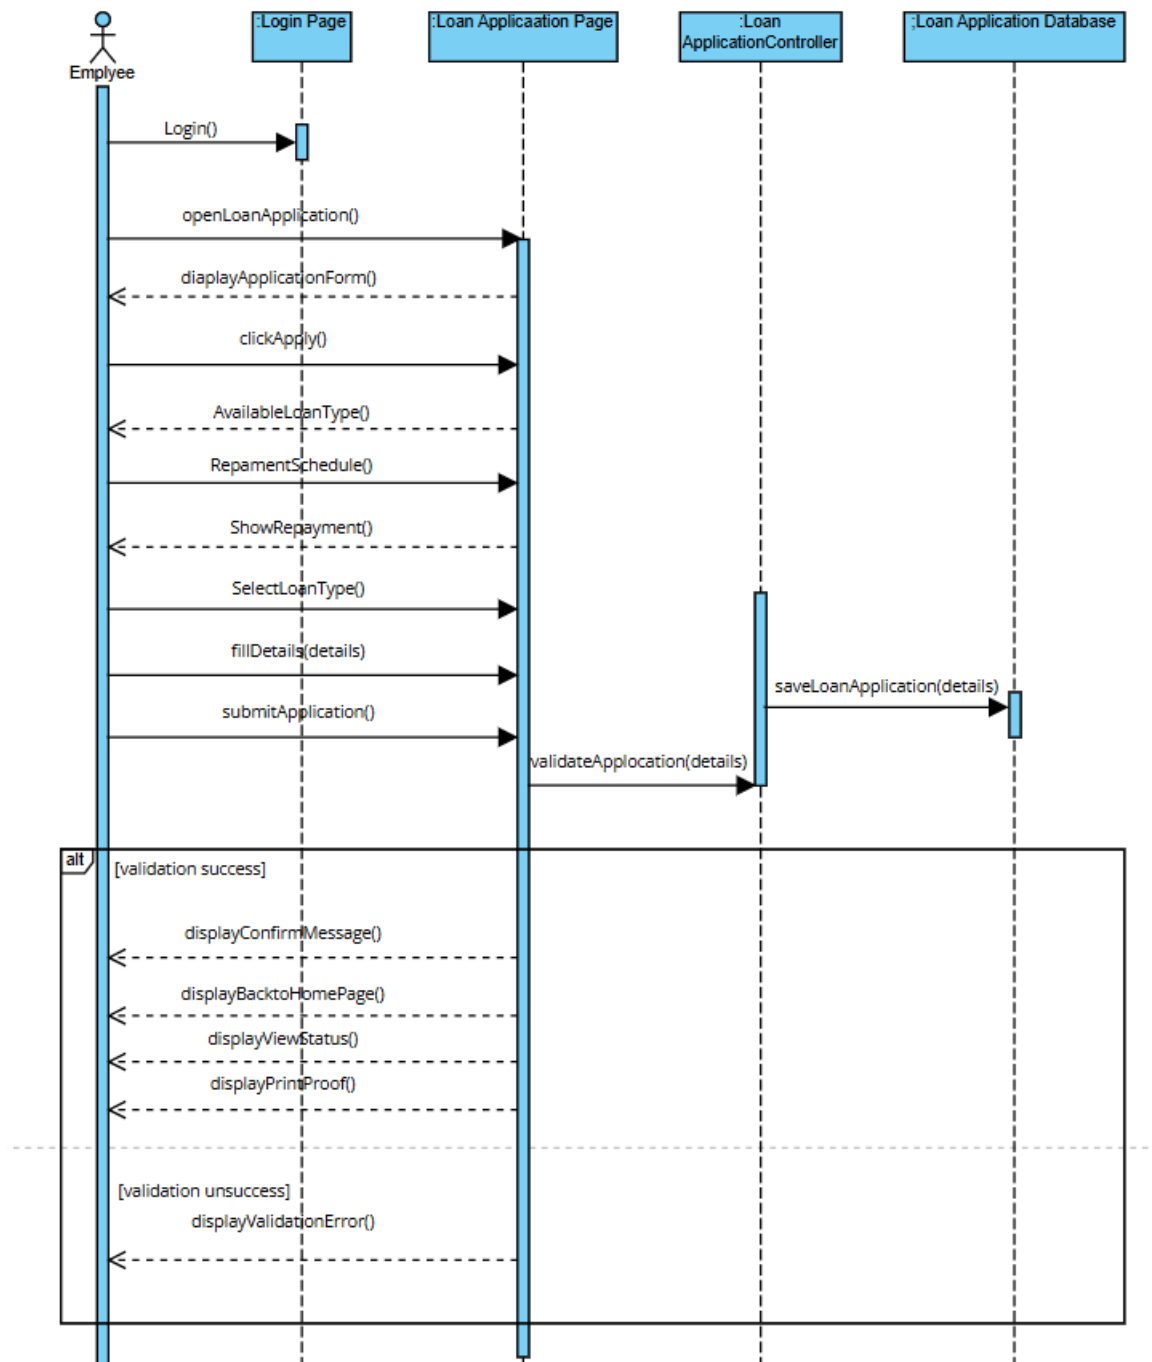 :Login Page
:Loan Applicaation Page
:Loan
ApplicationController
;Loan Application Database
Emplyee
Login()
openLoanApplication()
diaplayApplicationForm()
clickApply()
AvailableLoanType()
RepamentSchedule()
ShowRepayment()
SelectLoanType()
fillDetails(details)
saveLoanApplication(details)
submitApplication()
validateApplocation(details)
alt
[validation success]
displayConfirmMessage()
displayBacktoHomePage()
displayViewStatus()
displayPrintProof()
[validation unsuccess]
displayValidationError()